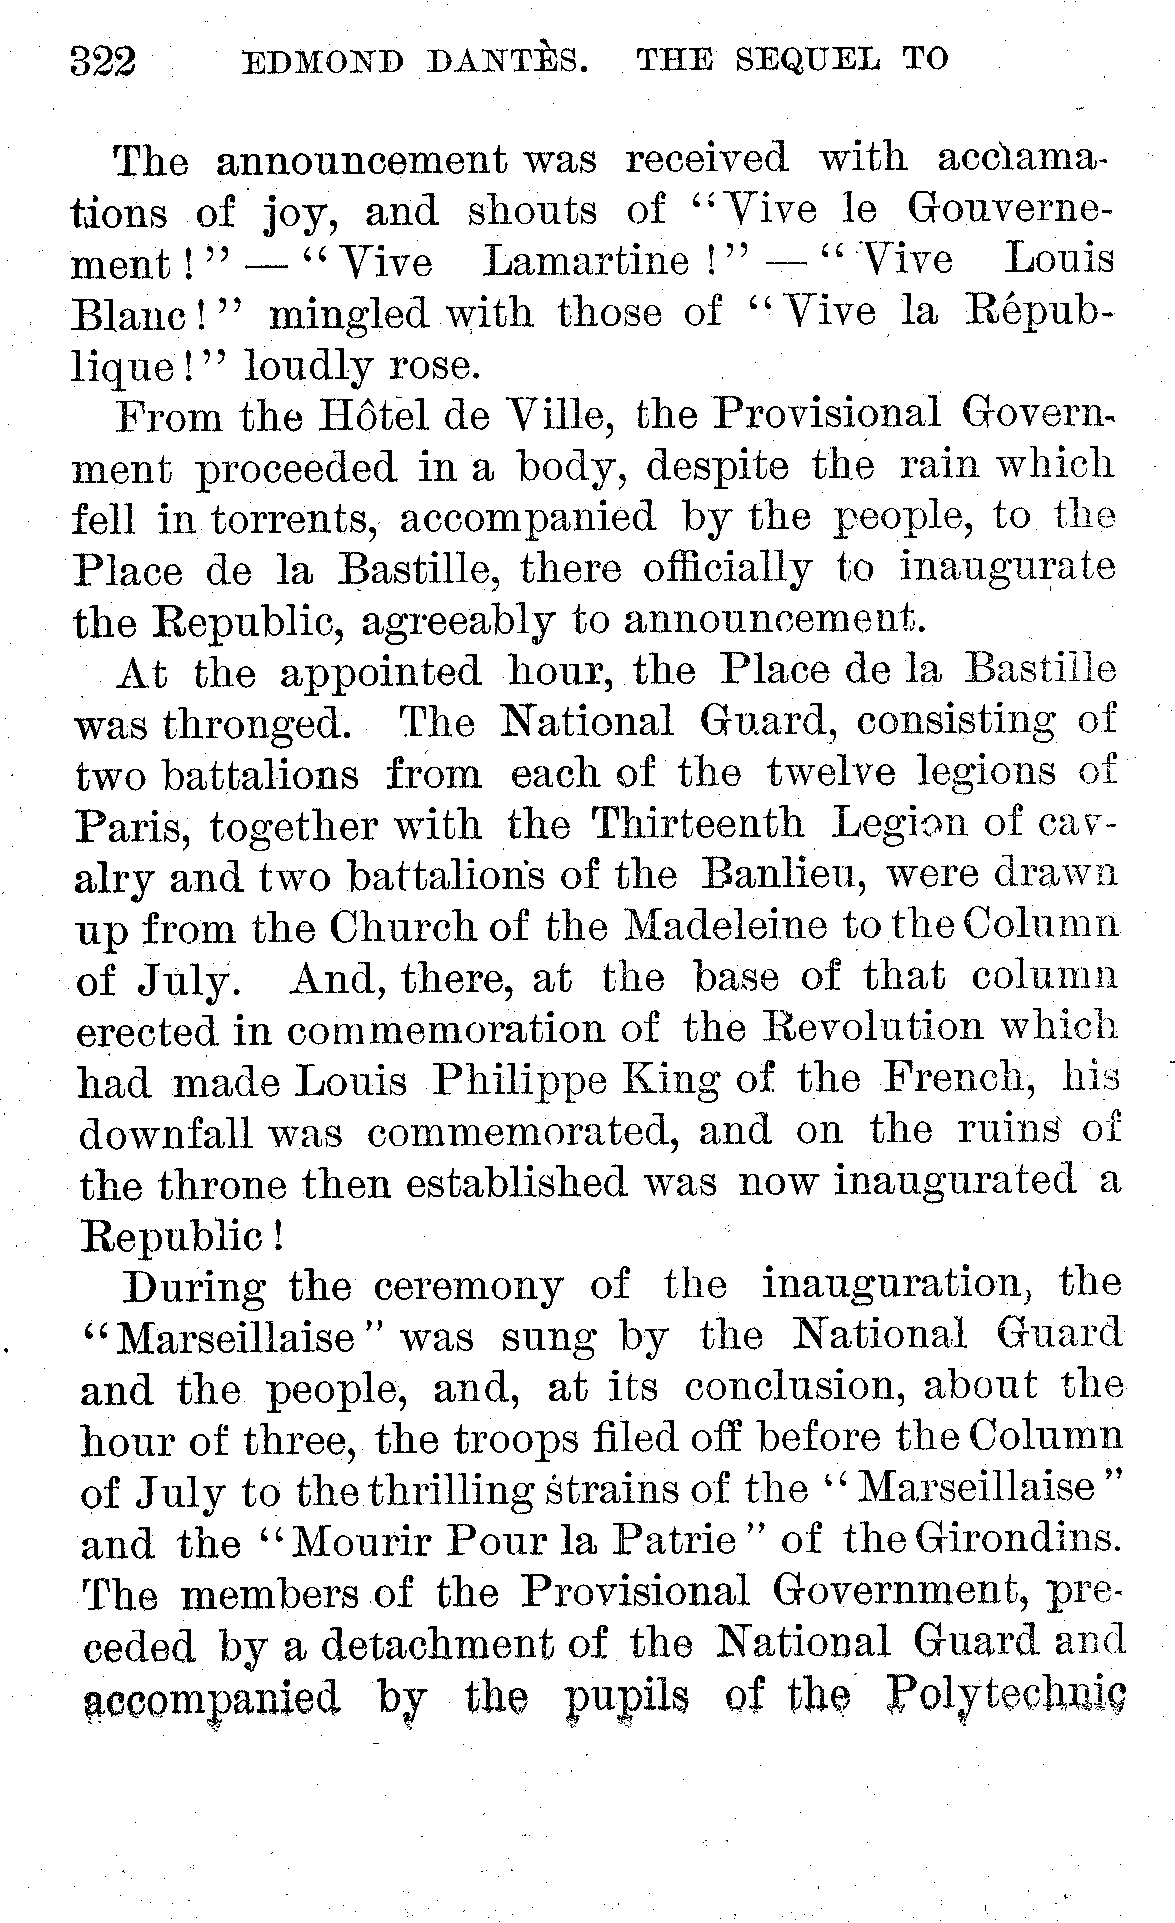 322 EDMOND DANTÈS. THE SEQUEL TO
The announcement was received with acclama-
tions of joy, and shouts of "Vive le Gouverne-
ment!" — "Vive Lamartine!" — "Vive Louis
Blanc!" mingled with those of "Vive la Répub-
lique!" loudly rose.
From the Hôtel de Ville, the Provisional Govern-
ment proceeded in a body, despite the rain which
fell in torrents, accompanied by the people, to the
Place de la Bastille, there officially to inaugurate
the Republic, agreeably to announcement.
At the appointed hour, the Place de la Bastille
was thronged. The National Guard, consisting of
two battalions from each of the twelve legions of
Paris, together with the Thirteenth Legion of cav-
alry and two battalions of the Banlieu, were drawn
up from the Church of the Madeleine to the Column
of July. And, there, at the base of that column
erected in commemoration of the Revolution which
had made Louis Philippe King of the French, his
downfall was commemorated, and on the ruins of
the throne then established was now inaugurated a
Republic!
During the ceremony of the inauguration, the
"Marseillaise" was sung by the National Guard
and the people, and, at its conclusion, about the
hour of three, the troops filed off before the Column
of July to the thrilling strains of the "Marseillaise"
and the "Mourir Pour la Patrie" of the Girondins.
The members of the Provisional Government, pre-
ceded by a detachment of the National Guard and
accompanied by the pupils of the Polytechnic